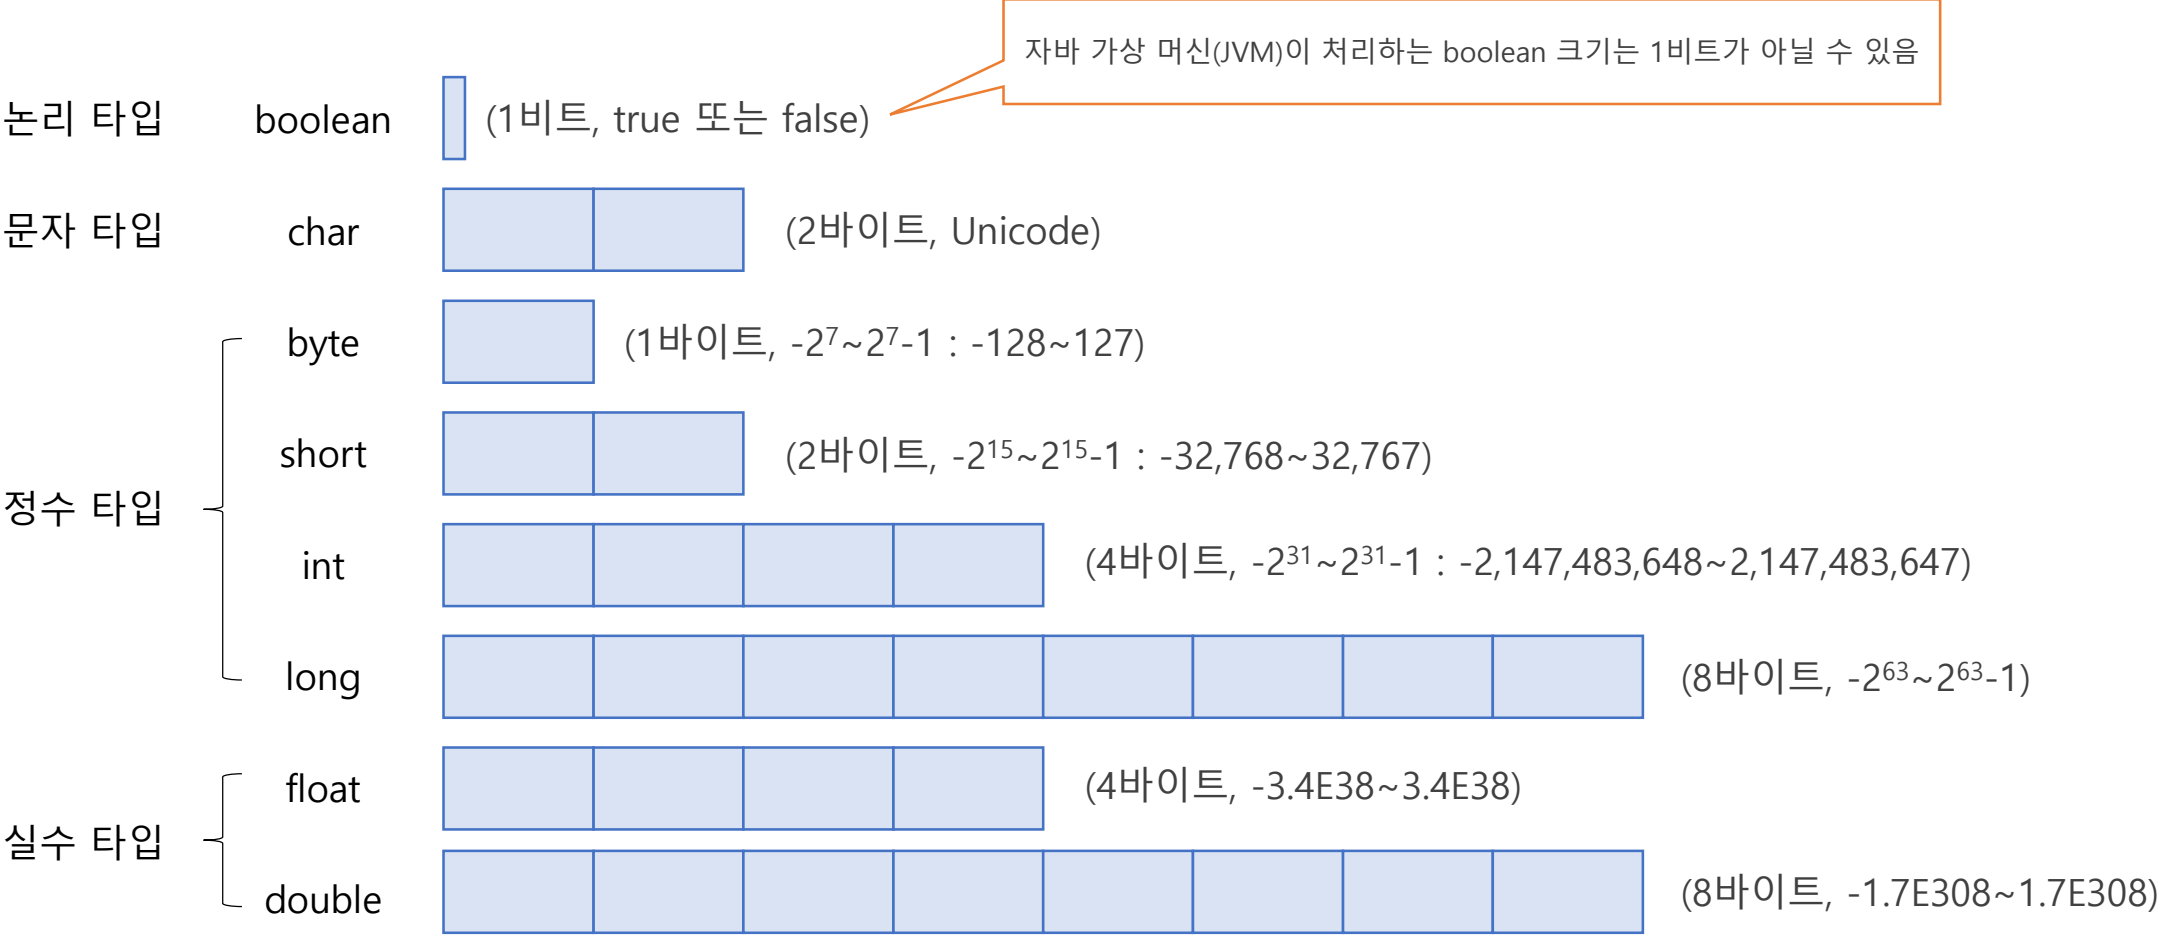 자바 가상 머신(JVM)이 처리하는 boolean 크기는 1비트가 아닐 수 있음
논리 타입 boolean (1비트, true 또는 false)
문자 타입 char (2바이트, Unicode)
byte (1바이트, -2⁷~2⁷-1 : -128~127)
short (2바이트, -2¹⁵~2¹⁵-1 : -32,768~32,767)
정수 타입
int (4바이트, -2³¹~2³¹-1 : -2,147,483,648~2,147,483,647)
long (8바이트, -2⁶³~2⁶³-1)
float (4바이트, -3.4E38~3.4E38)
실수 타입
double (8바이트, -1.7E308~1.7E308)